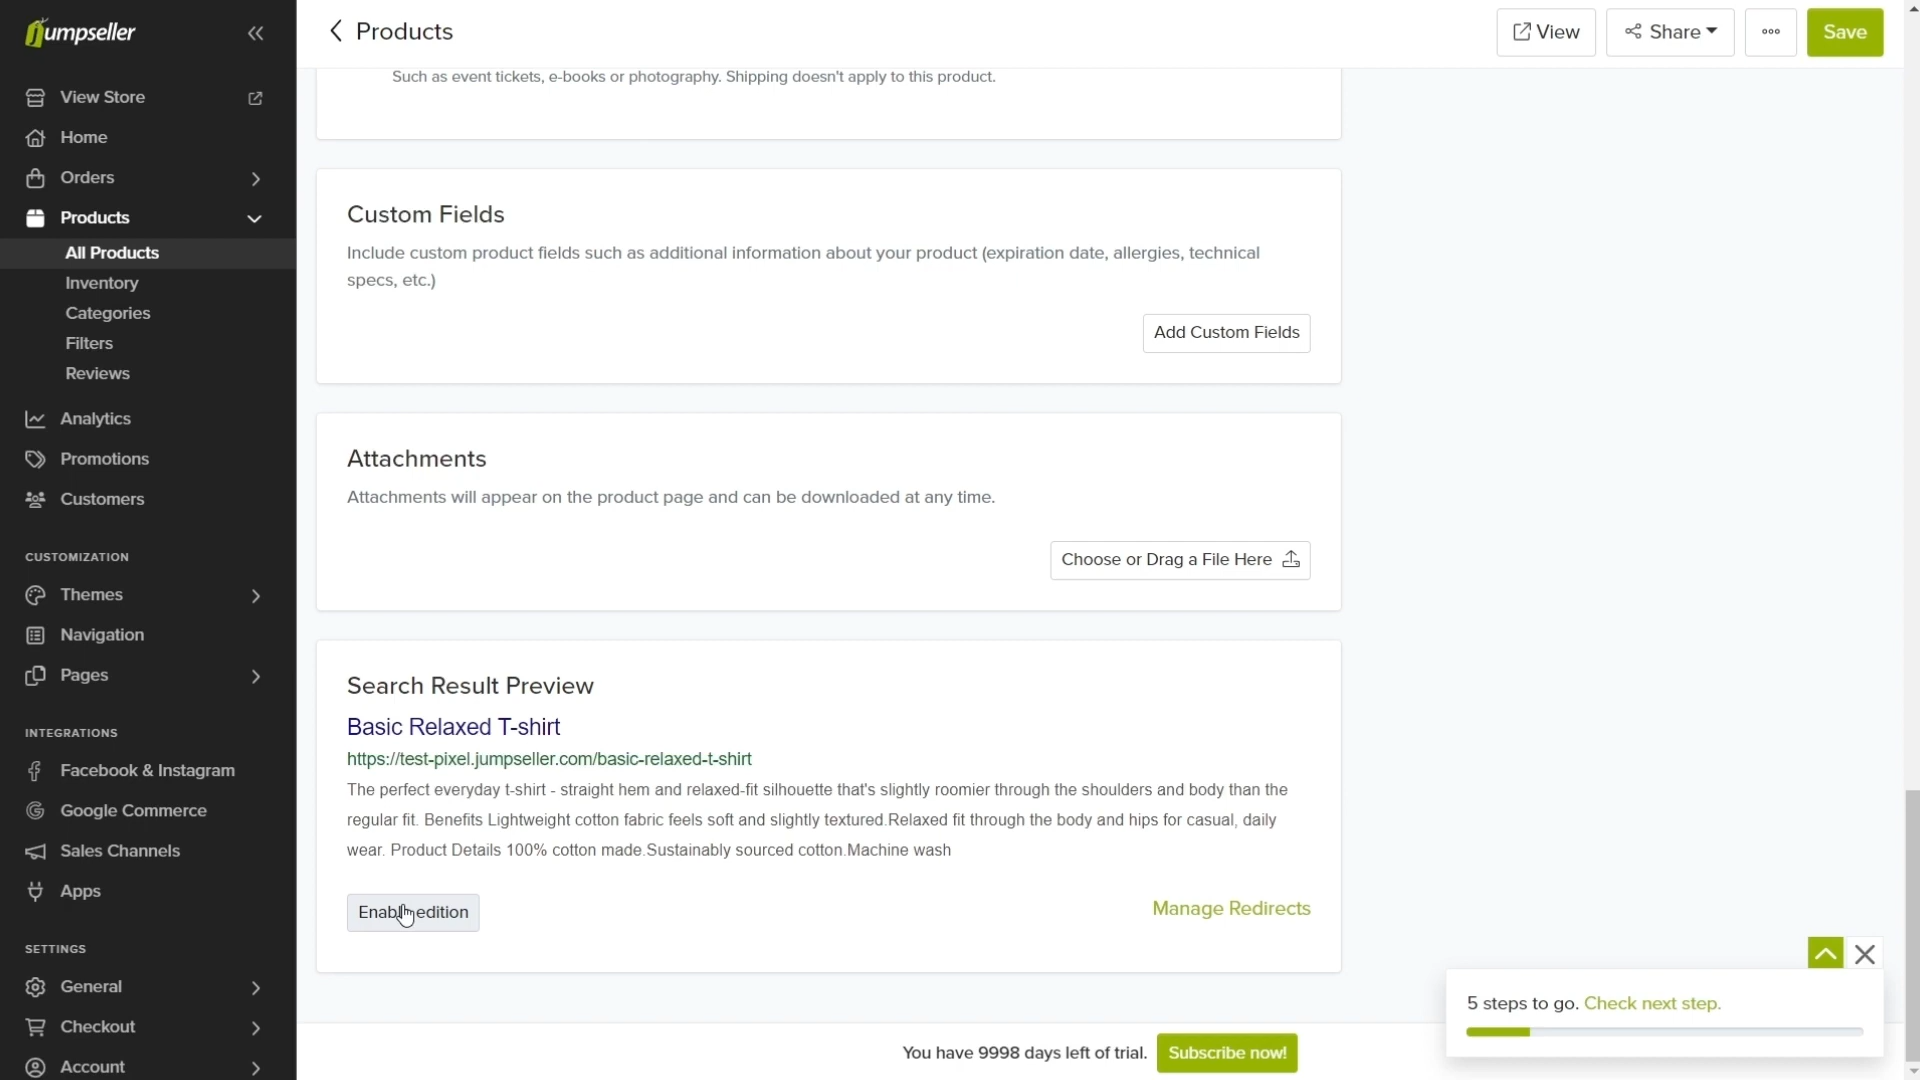 Jumpseller
View Store
Home
Orders
Products
All Products
Inventory
Categories
Filters
Reviews
Analytics
Promotions
Customers
CUSTOMIZATION
Themes
Navigation
Pages
INTEGRATIONS
Facebook & Instagram
Google Commerce
Sales Channels
Apps
SETTINGS
General
Checkout
Account
Products
View
Share
Save
Such as event tickets, e-books or photography. Shipping doesn't apply to this product.
Custom Fields
Include custom product fields such as additional information about your product (expiration date, allergies, technical
specs, etc.)
Add Custom Fields
Attachments
Attachments will appear on the product page and can be downloaded at any time.
Choose or Drag a File Here
Search Result Preview
Basic Relaxed T-shirt
https://test-pixel.jumpseller.com/basic-relaxed-t-shirt
The perfect everyday t-shirt - straight hem and relaxed-fit silhouette that's slightly roomier through the shoulders and body than the
regular fit. Benefits Lightweight cotton fabric feels soft and slightly textured.Relaxed fit through the body and hips for casual, daily
wear. Product Details 100% cotton made.Sustainably sourced cotton.Machine wash
Enable edition
Manage Redirects
5 steps to go. Check next step.
You have 9998 days left of trial.
Subscribe now!